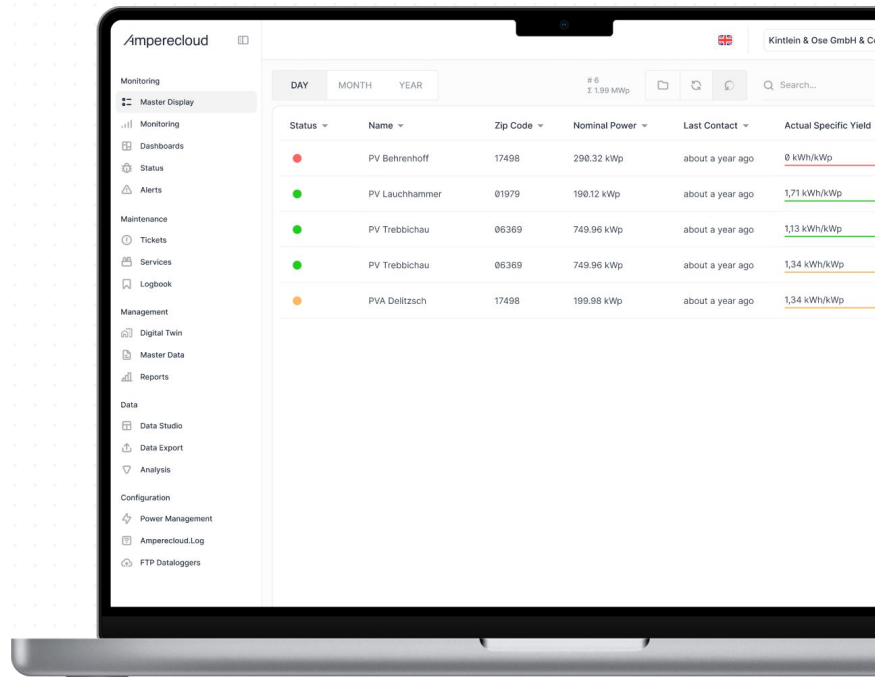 Amperecloud
Kintlein & Ose GmbH & Co
Monitoring
Master Display
Monitoring
Dashboards
Status
Alerts
Maintenance
Tickets
Services
Logbook
Management
Digital Twin
Master Data
Reports
Data
Data Studio
Data Export
Analysis
Configuration
Power Management
Amperecloud.Log
FTP Dataloggers
DAY MONTH YEAR
# 6
Σ 1.99 MWp
Search...
Status Name Zip Code Nominal Power Last Contact Actual Specific Yield
PV Behrenhoff 17498 290.32 kWp about a year ago 0 kWh/kWp
PV Lauchhammer 01979 190.12 kWp about a year ago 1,71 kWh/kWp
PV Trebbichau 06369 749.96 kWp about a year ago 1,13 kWh/kWp
PV Trebbichau 06369 749.96 kWp about a year ago 1,34 kWh/kWp
PVA Delitzsch 17498 199.98 kWp about a year ago 1,34 kWh/kWp